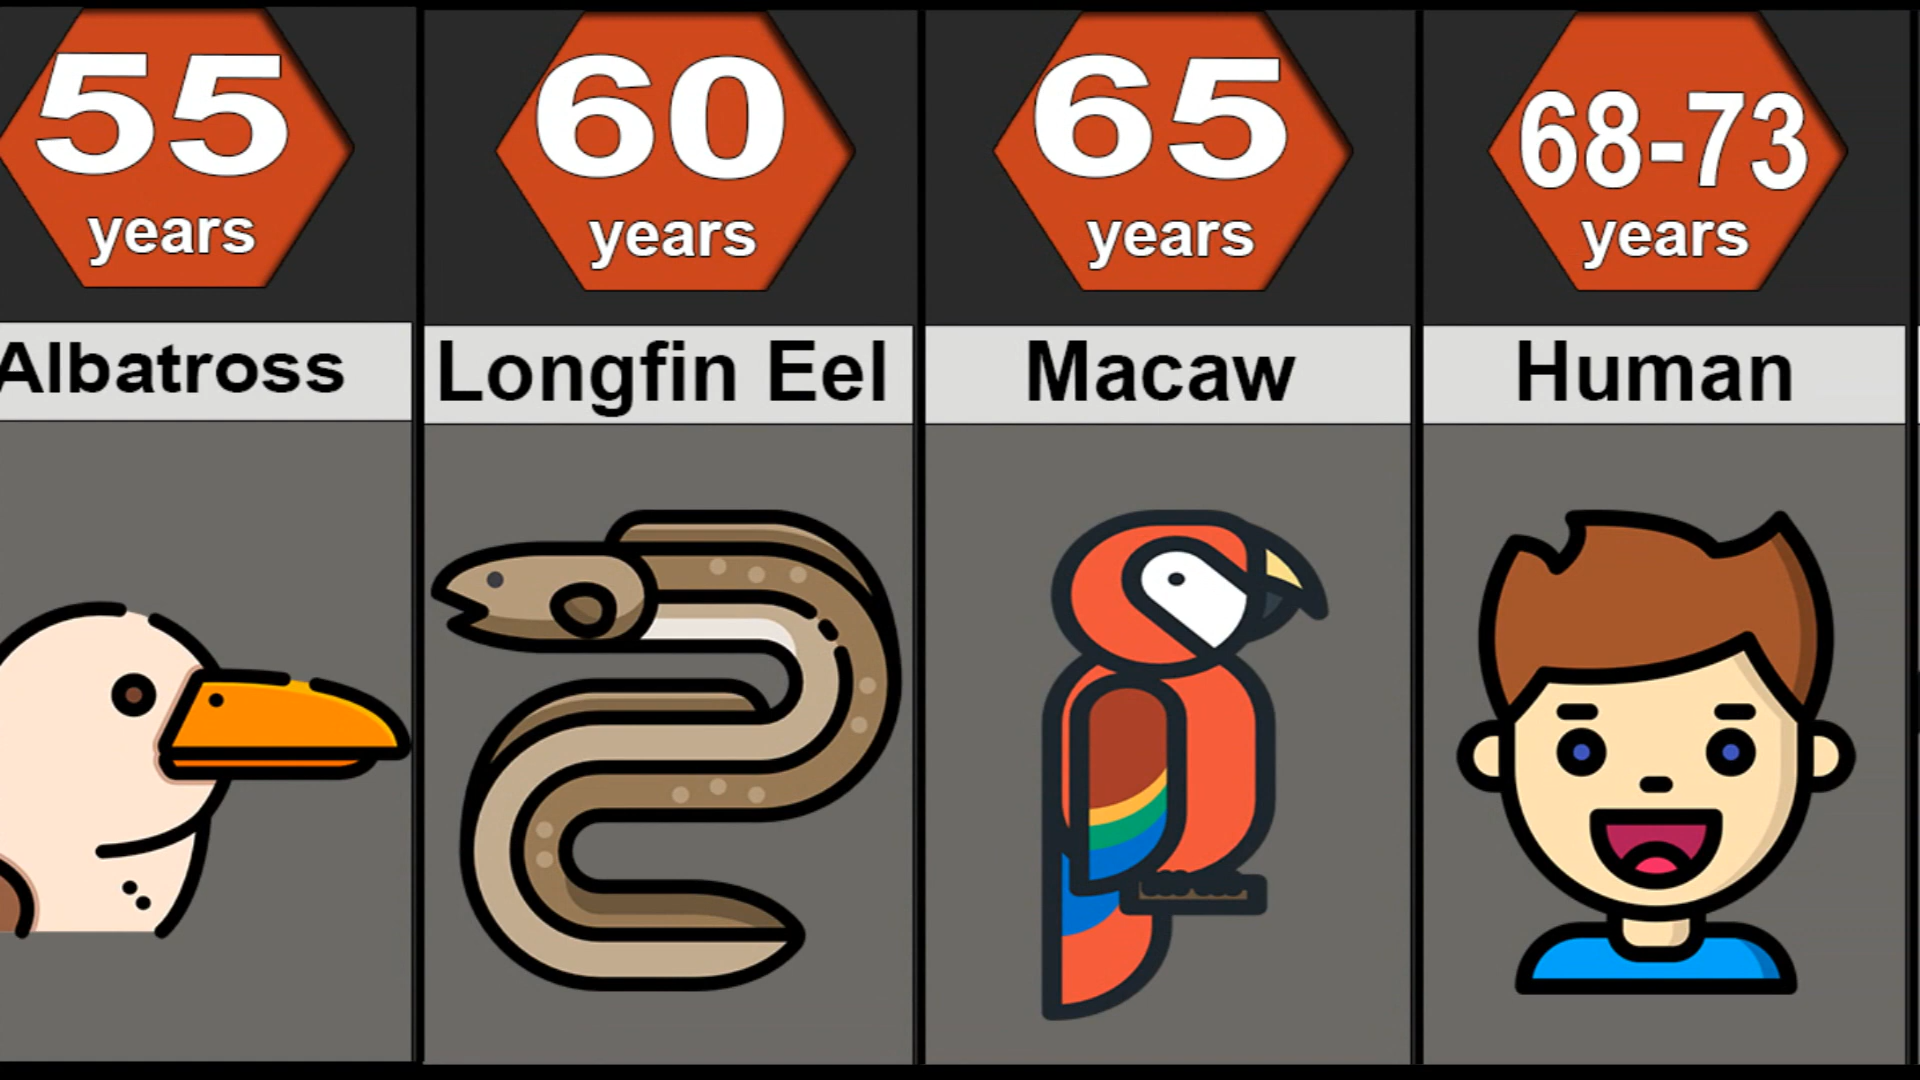 55
years
Albatross
60
years
Longfin Eel
65
years
Macaw
68-73
years
Human